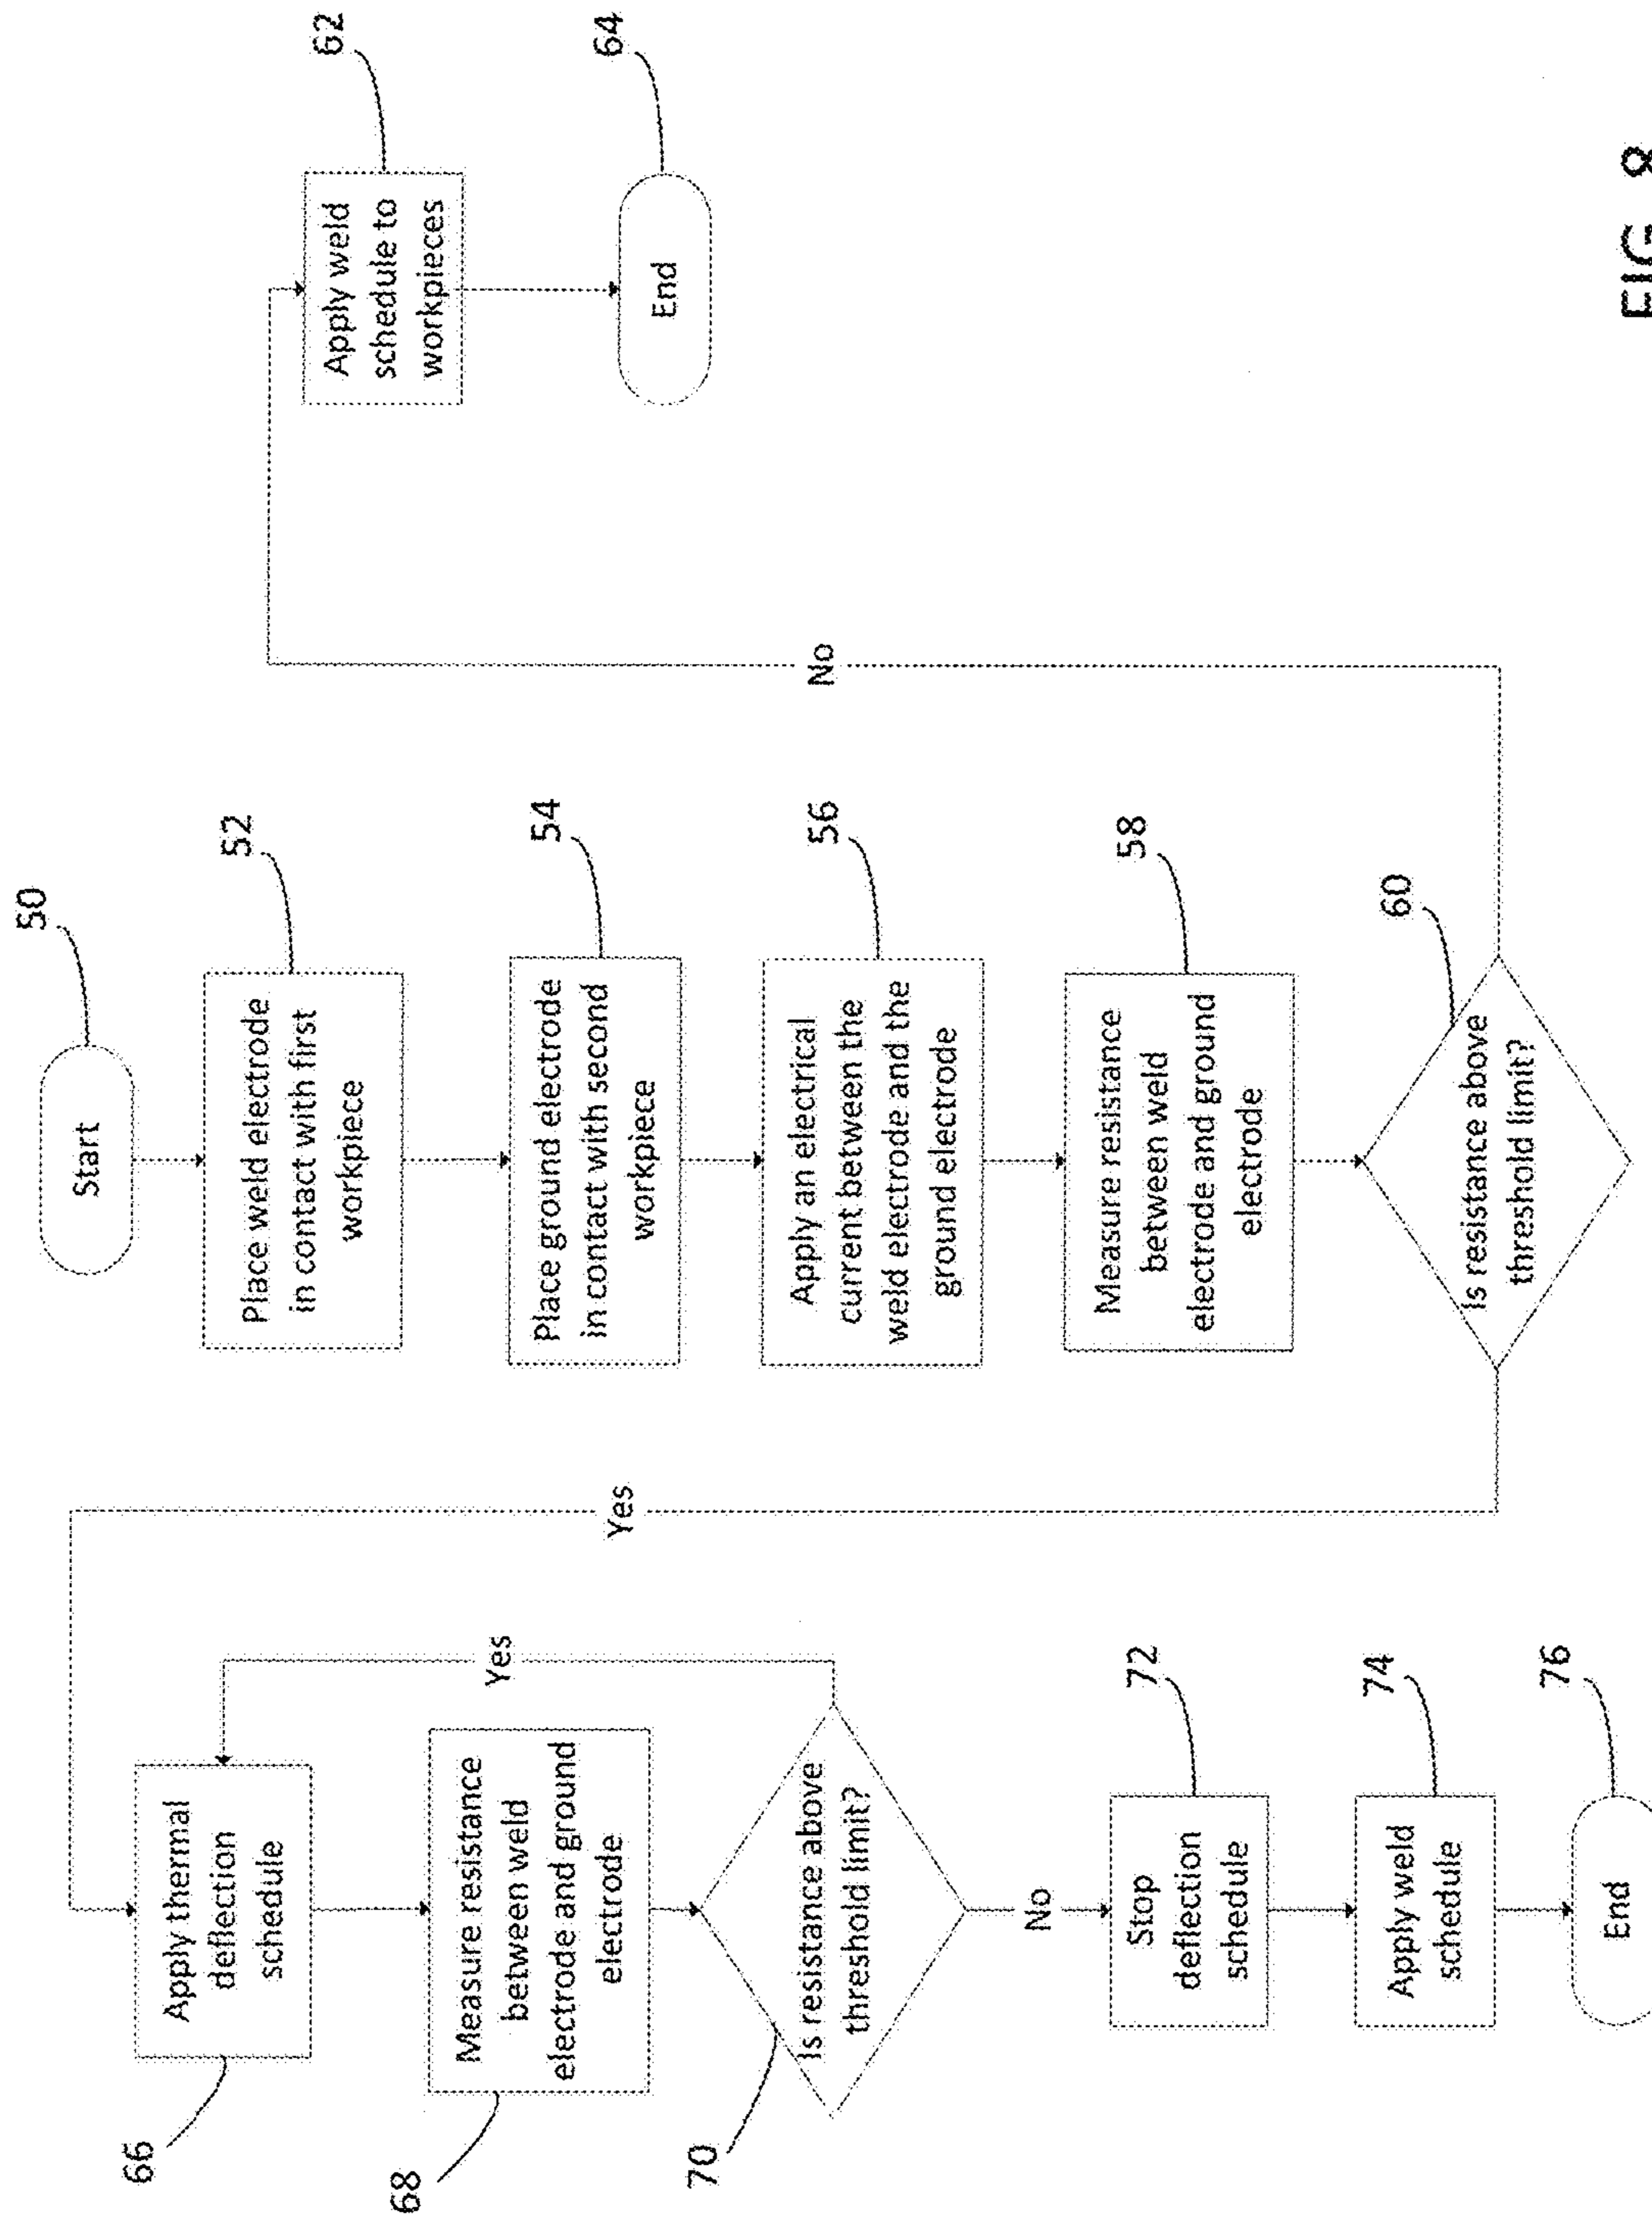 50
Start
52
Place weld electrode
in contact with first
workpiece
54
Place ground electrode
in contact with second
workpiece
56
Apply an electrical
current between the
weld electrode and the
ground electrode
58
Measure resistance
between weld
electrode and ground
electrode
60
Is resistance above
threshold limit?
No
62
Apply weld
schedule to
workpieces
64
End
Yes
66
Apply thermal
deflection
schedule
68
Measure resistance
between weld
electrode and ground
electrode
70
Is resistance above
threshold limit?
Yes
No
72
Stop
deflection
schedule
74
Apply weld
schedule
76
End
FIG 8